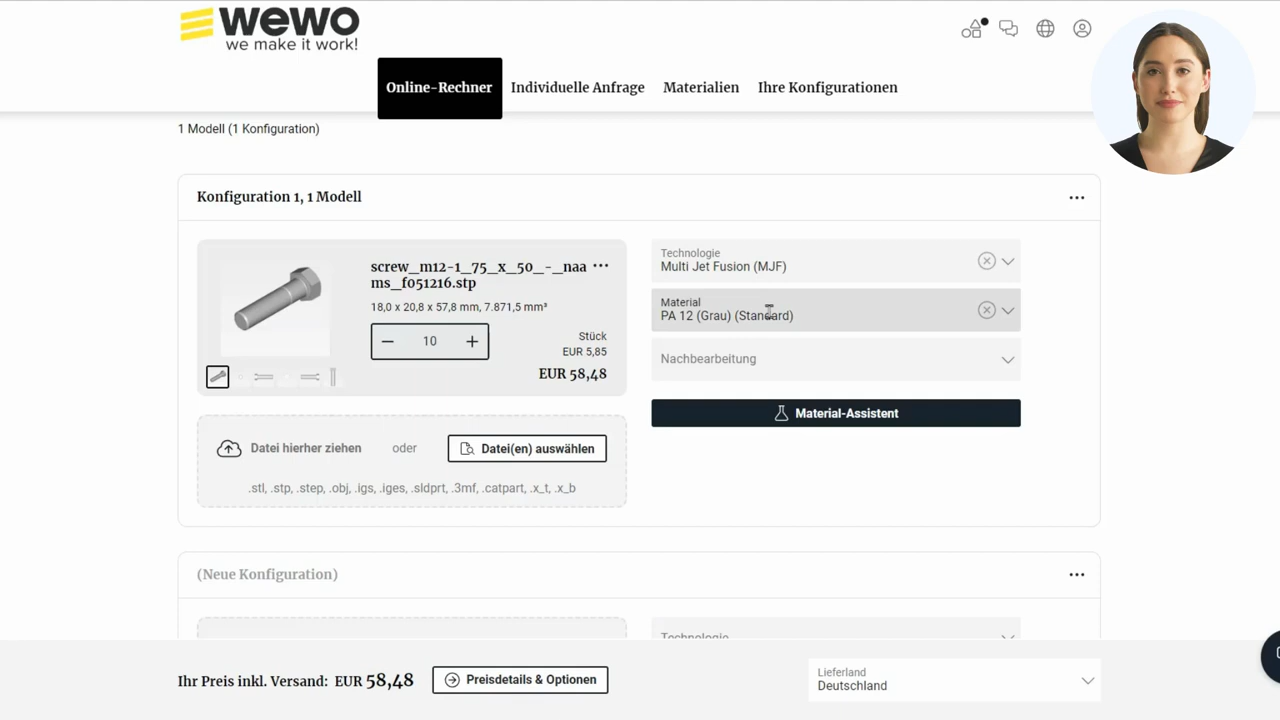 wewo
we make it work!
Online-Rechner
Individuelle Anfrage
Materialien
Ihre Konfigurationen
1 Modell (1 Konfiguration)
Konfiguration 1, 1 Modell
screw_m12-1_75_x_50_-_naa
ms_f051216.stp
18,0 x 20,8 x 57,8 mm, 7.871,5 mm³
10
Stück
EUR 5,85
EUR 58,48
Datei hierher ziehen
oder
Datei(en) auswählen
.stl, .stp, .step, .obj, .igs, .iges, .sldprt, .3mf, .catpart, .x_t, .x_b
Technologie
Multi Jet Fusion (MJF)
Material
PA 12 (Grau) (Standard)
Nachbearbeitung
Material-Assistent
(Neue Konfiguration)
Technologie
Ihr Preis inkl. Versand: EUR 58,48
Preisdetails & Optionen
Lieferland
Deutschland